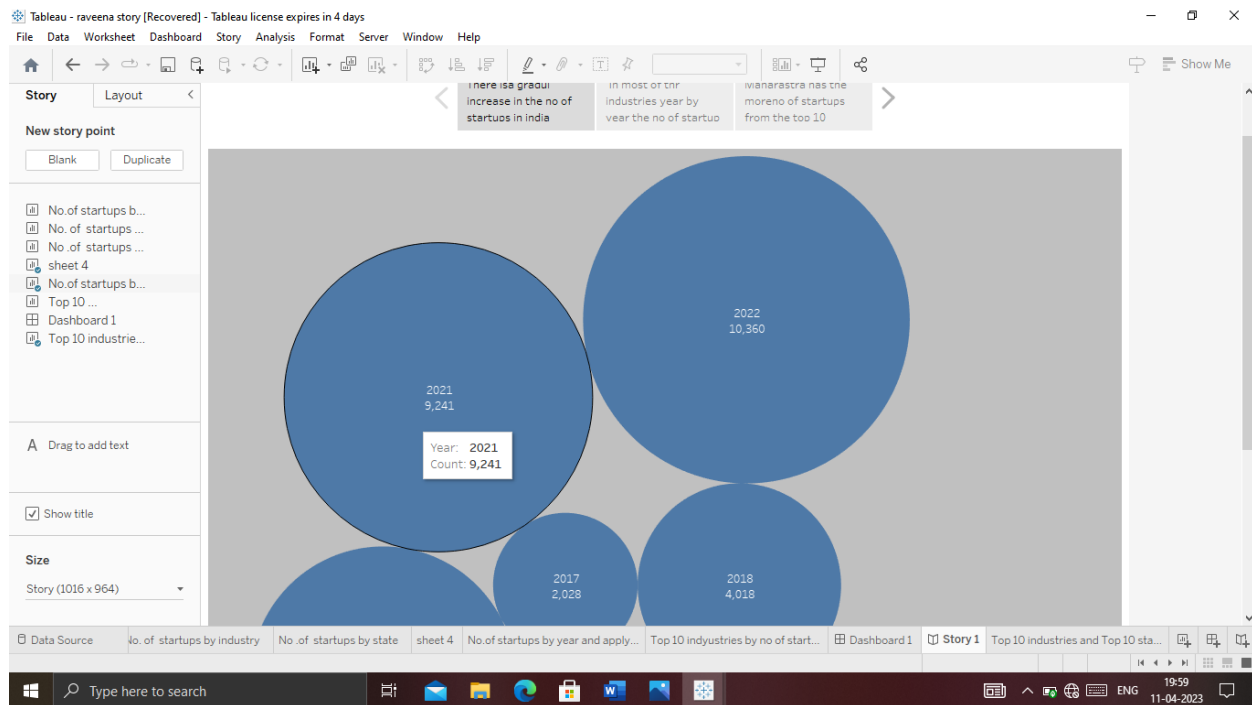 Tableau - raveena story [Recovered] - Tableau license expires in 4 days
File Data Worksheet Dashboard Story Analysis Format Server Window Help
Show Me
Story Layout
New story point
Blank Duplicate
No.of startups b...
No. of startups ...
No .of startups ...
sheet 4
No.of startups b...
Top 10 ...
Dashboard 1
Top 10 industrie...
A Drag to add text
Show title
Size
Story (1016 x 964)
There isa gradul
increase in the no of
startups in india
In most of thr
industries year by
year the no of startup
Maharastra has the
moreno of startups
from the top 10
2022
10,360
2021
9,241
Year: 2021
Count: 9,241
2017
2,028
2018
4,018
Data Source No. of startups by industry No .of startups by state sheet 4 No.of startups by year and apply... Top 10 indyustries by no of start... Dashboard 1 Story 1 Top 10 industries and Top 10 sta...
Type here to search
W
ENG
19:59
11-04-2023